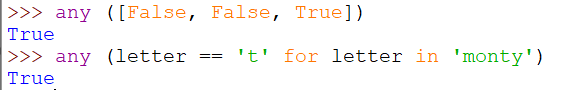 >>> any ([False, False, True])
True
>>> any (letter == 't' for letter in 'monty')
True